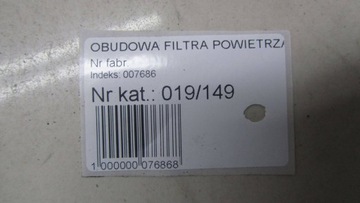 OBUDOWA FILTRA POWIETRZA
Nr fabr
Indeks: 007686
Nr kat.: 019/149
1 000000 076868